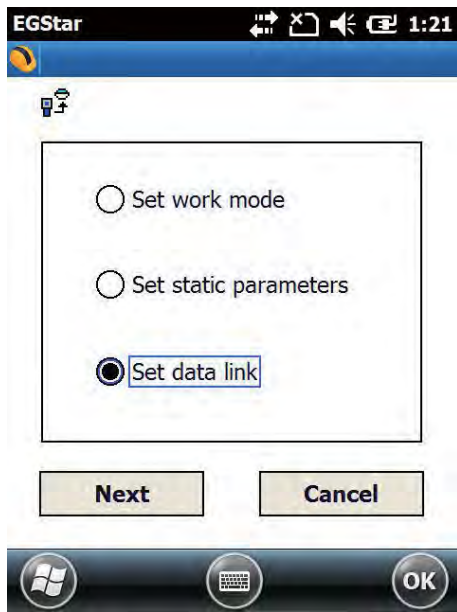 EGStar 1:21
Set work mode
Set static parameters
Set data link
Next Cancel
OK